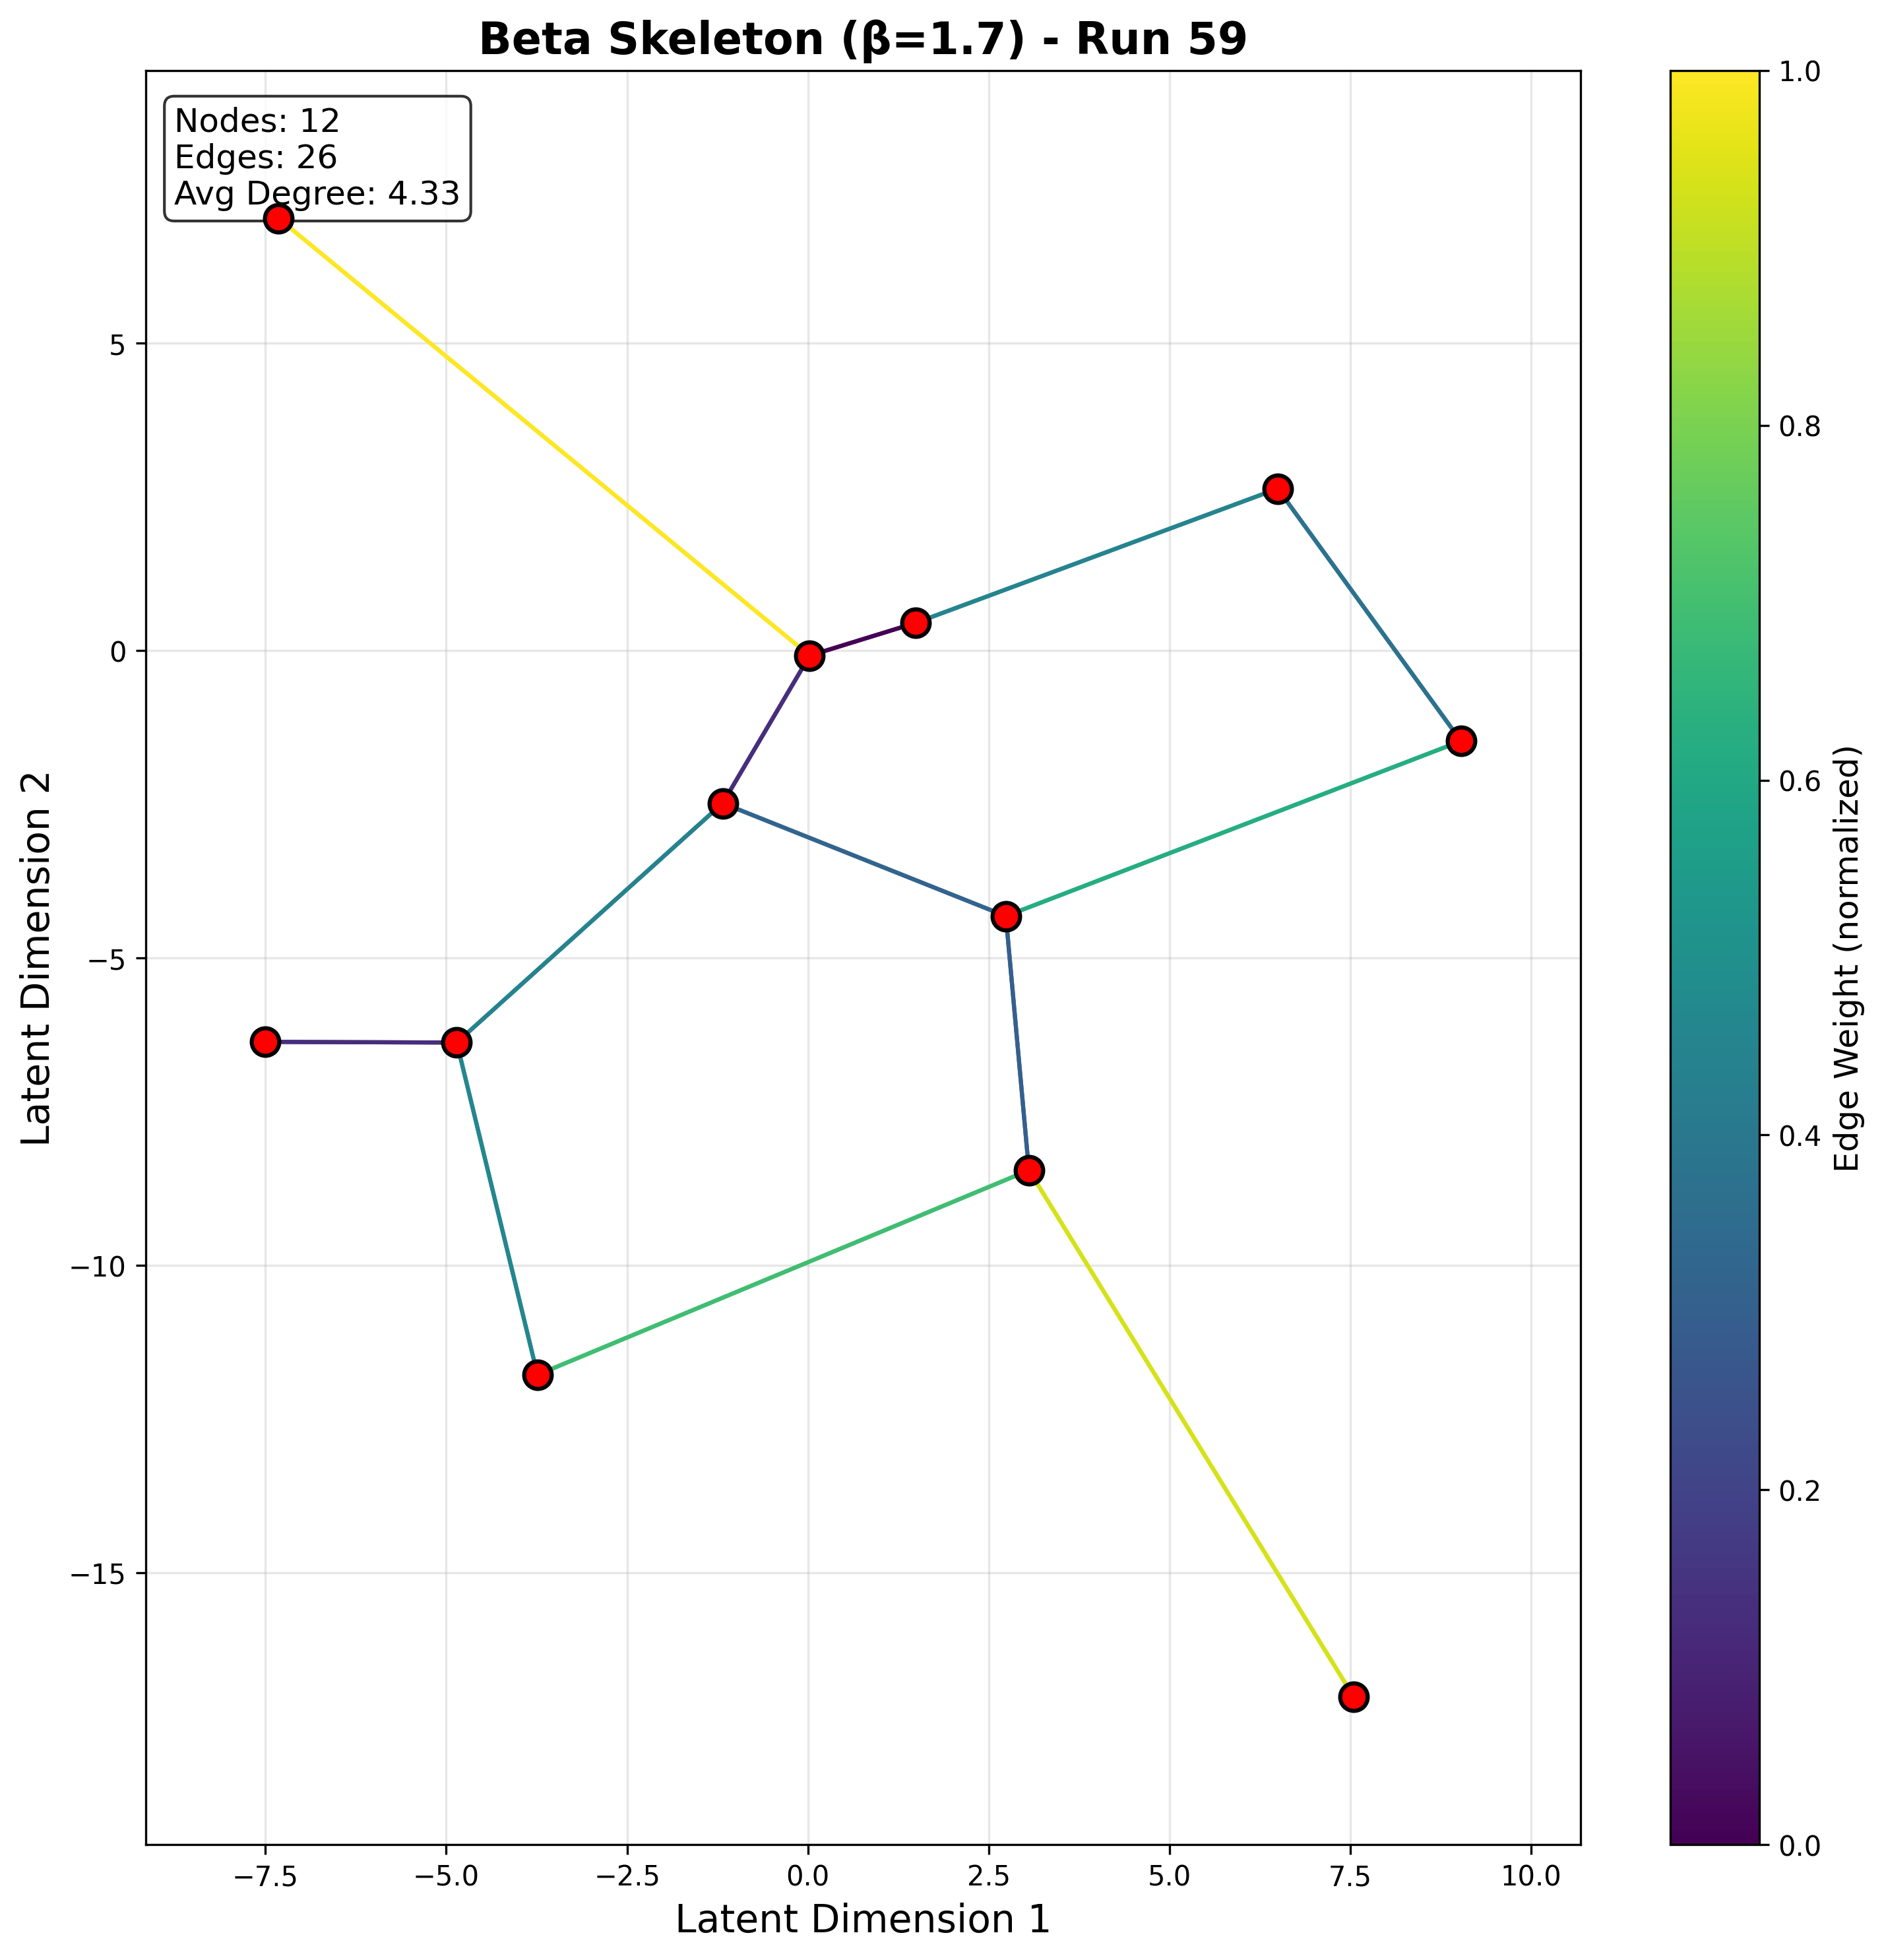 Beta Skeleton (β=1.7) - Run 59
Nodes: 12
Edges: 26
Avg Degree: 4.33
5
0
−5
−10
−15
−7.5
−5.0
−2.5
0.0
2.5
5.0
7.5
10.0
Latent Dimension 1
Latent Dimension 2
1.0
0.8
0.6
0.4
0.2
0.0
Edge Weight (normalized)